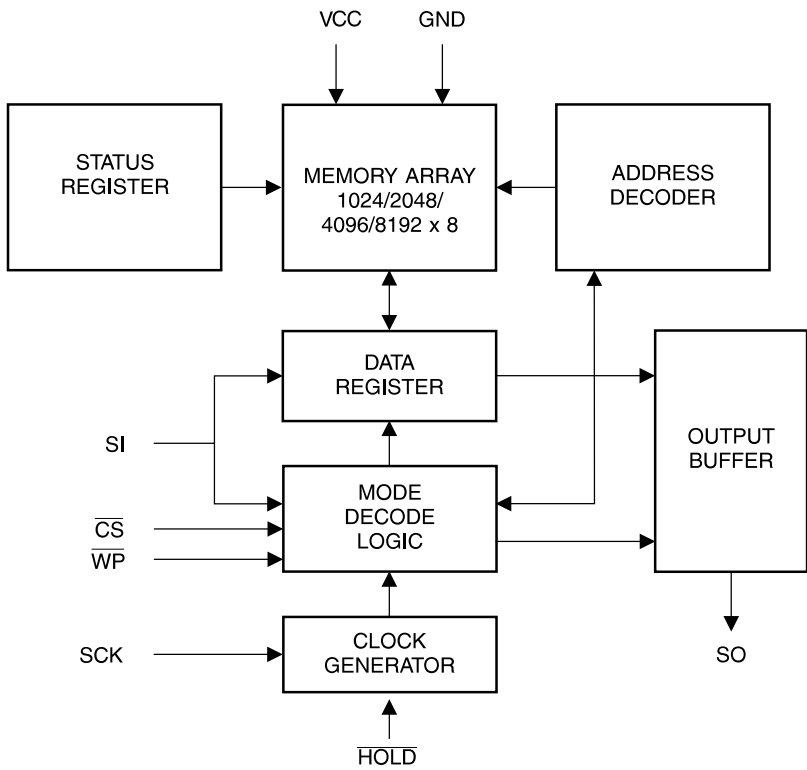 VCC GND
STATUS
REGISTER
MEMORY ARRAY
1024/2048/
4096/8192 x 8
ADDRESS
DECODER
DATA
REGISTER
SI
MODE
DECODE
LOGIC
OUTPUT
BUFFER
CS
WP
SCK
CLOCK
GENERATOR
SO
HOLD